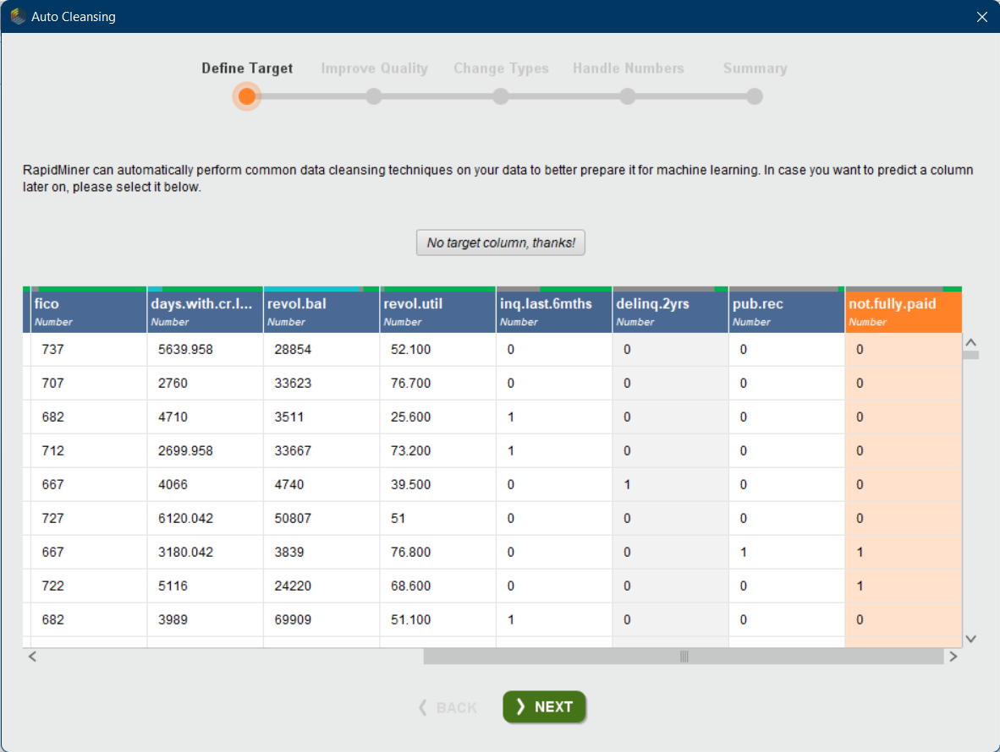 Auto Cleansing
Define Target Improve Quality Change Types Handle Numbers Summary
RapidMiner can automatically perform common data cleansing techniques on your data to better prepare it for machine learning. In case you want to predict a column
later on, please select it below.
No target column, thanks!
fico days.with.cr.l... revol.bal revol.util inq.last.6mths delinq.2yrs pub.rec not.fully.paid
Number Number Number Number Number Number Number Number
737 5639.958 28854 52.100 0 0 0 0
707 2760 33623 76.700 0 0 0 0
682 4710 3511 25.600 1 0 0 0
712 2699.958 33667 73.200 1 0 0 0
667 4066 4740 39.500 0 1 0 0
727 6120.042 50807 51 0 0 0 0
667 3180.042 3839 76.800 0 0 1 1
722 5116 24220 68.600 0 0 0 1
682 3989 69909 51.100 1 0 0 0
BACK NEXT